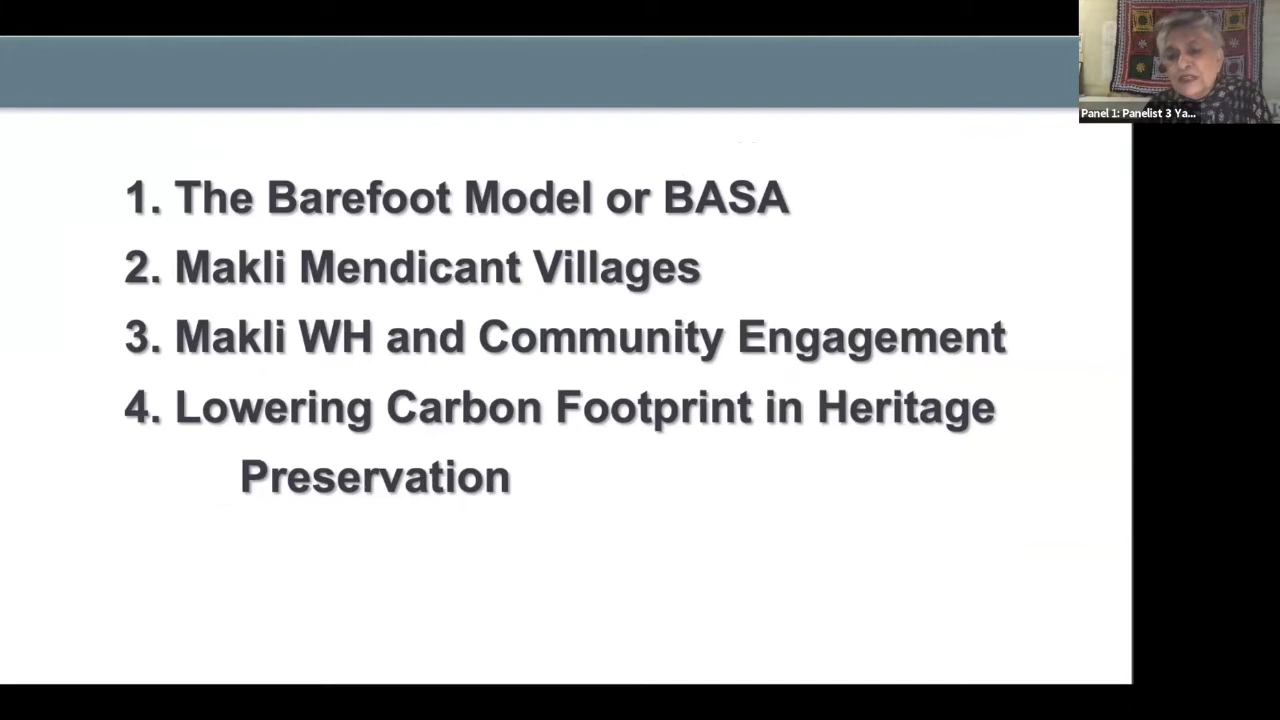 1. The Barefoot Model or BASA
2. Makli Mendicant Villages
3. Makli WH and Community Engagement
4. Lowering Carbon Footprint in Heritage
Preservation
Panel 1: Panelist 3 Ya...